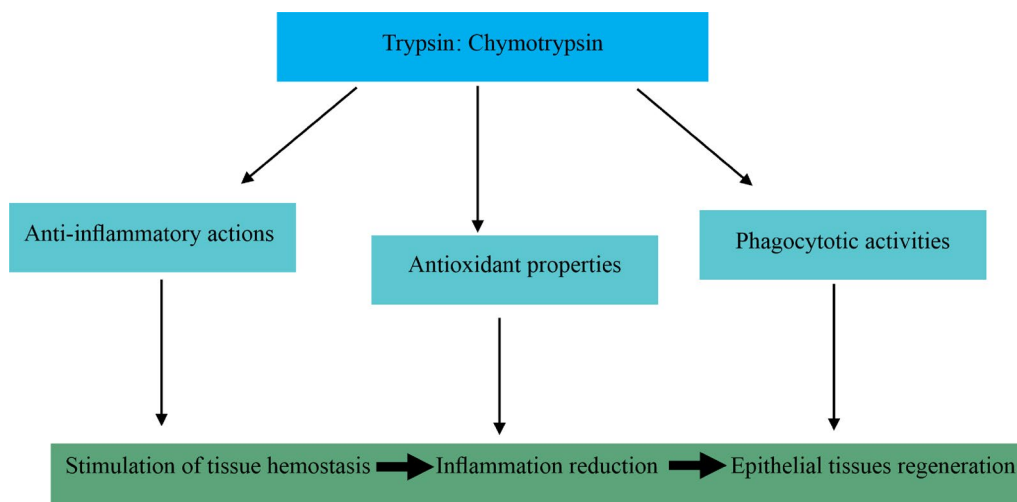 Trypsin: Chymotrypsin
Anti-inflammatory actions
Antioxidant properties
Phagocytotic activities
Stimulation of tissue hemostasis
Inflammation reduction
Epithelial tissues regeneration